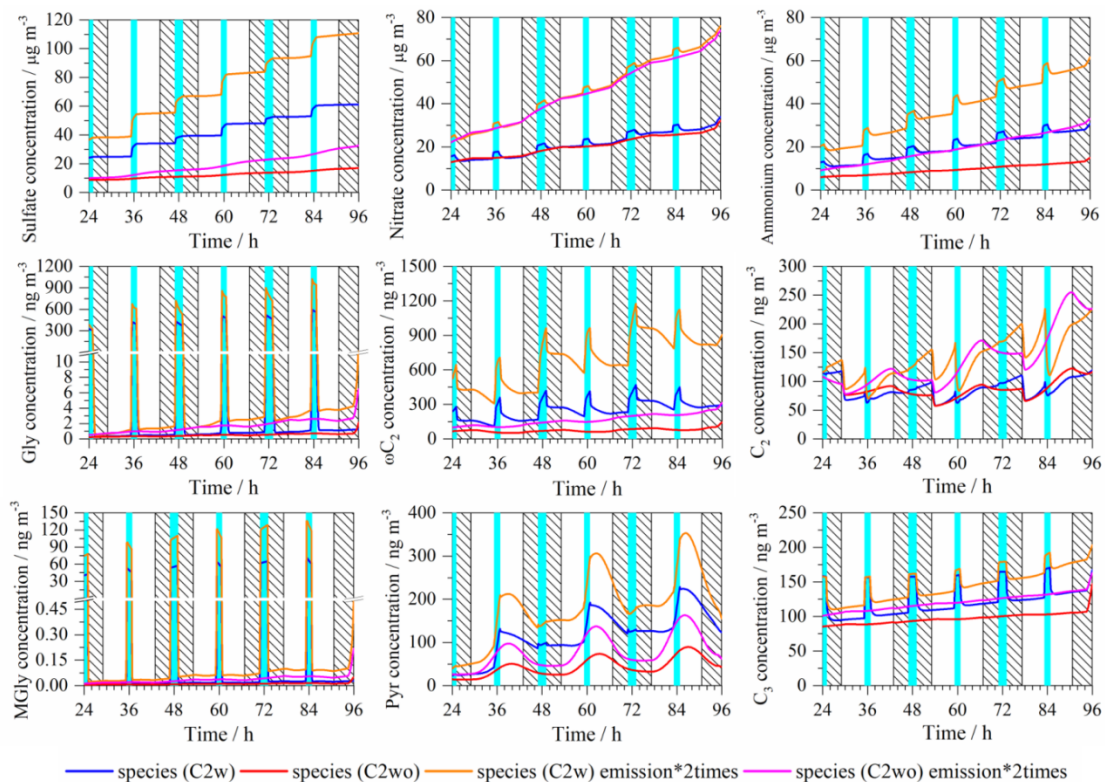 Sulfate concentration / μg m⁻³
120
100
80
60
40
20
0
24 36 48 60 72 84 96
Time / h
Nitrate concentration / μg m⁻³
80
60
40
20
0
24 36 48 60 72 84 96
Time / h
Ammonium concentration / μg m⁻³
80
60
40
20
0
24 36 48 60 72 84 96
Time / h
Gly concentration / ng m⁻³
1200
900
600
300
10
8
6
4
2
0
24 36 48 60 72 84 96
Time / h
ωC₂ concentration / ng m⁻³
1500
1200
900
600
300
0
24 36 48 60 72 84 96
Time / h
C₂ concentration / ng m⁻³
300
250
200
150
100
50
0
24 36 48 60 72 84 96
Time / h
MGly concentration / ng m⁻³
150
120
90
60
30
0.45
0.30
0.15
0.00
24 36 48 60 72 84 96
Time / h
Pyr concentration / ng m⁻³
400
300
200
100
0
24 36 48 60 72 84 96
Time / h
C₃ concentration / ng m⁻³
250
200
150
100
50
0
24 36 48 60 72 84 96
Time / h
species (C2w) species (C2wo) species (C2w) emission*2times species (C2wo) emission*2times